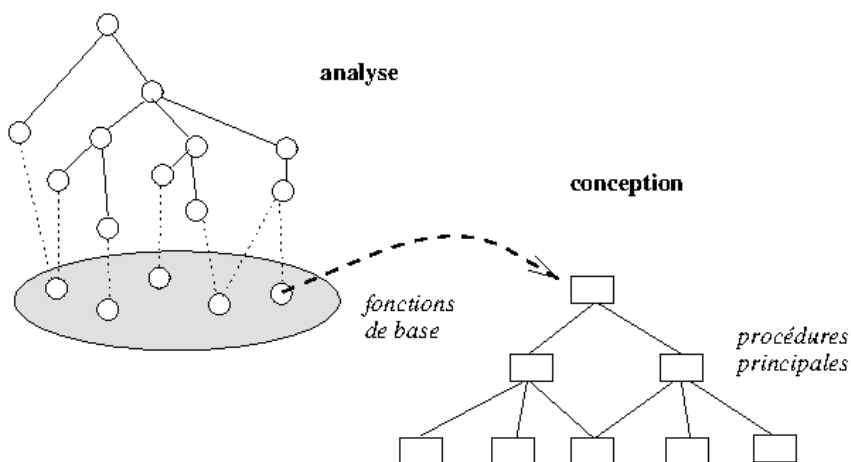 analyse
conception
fonctions
de base
procédures
principales